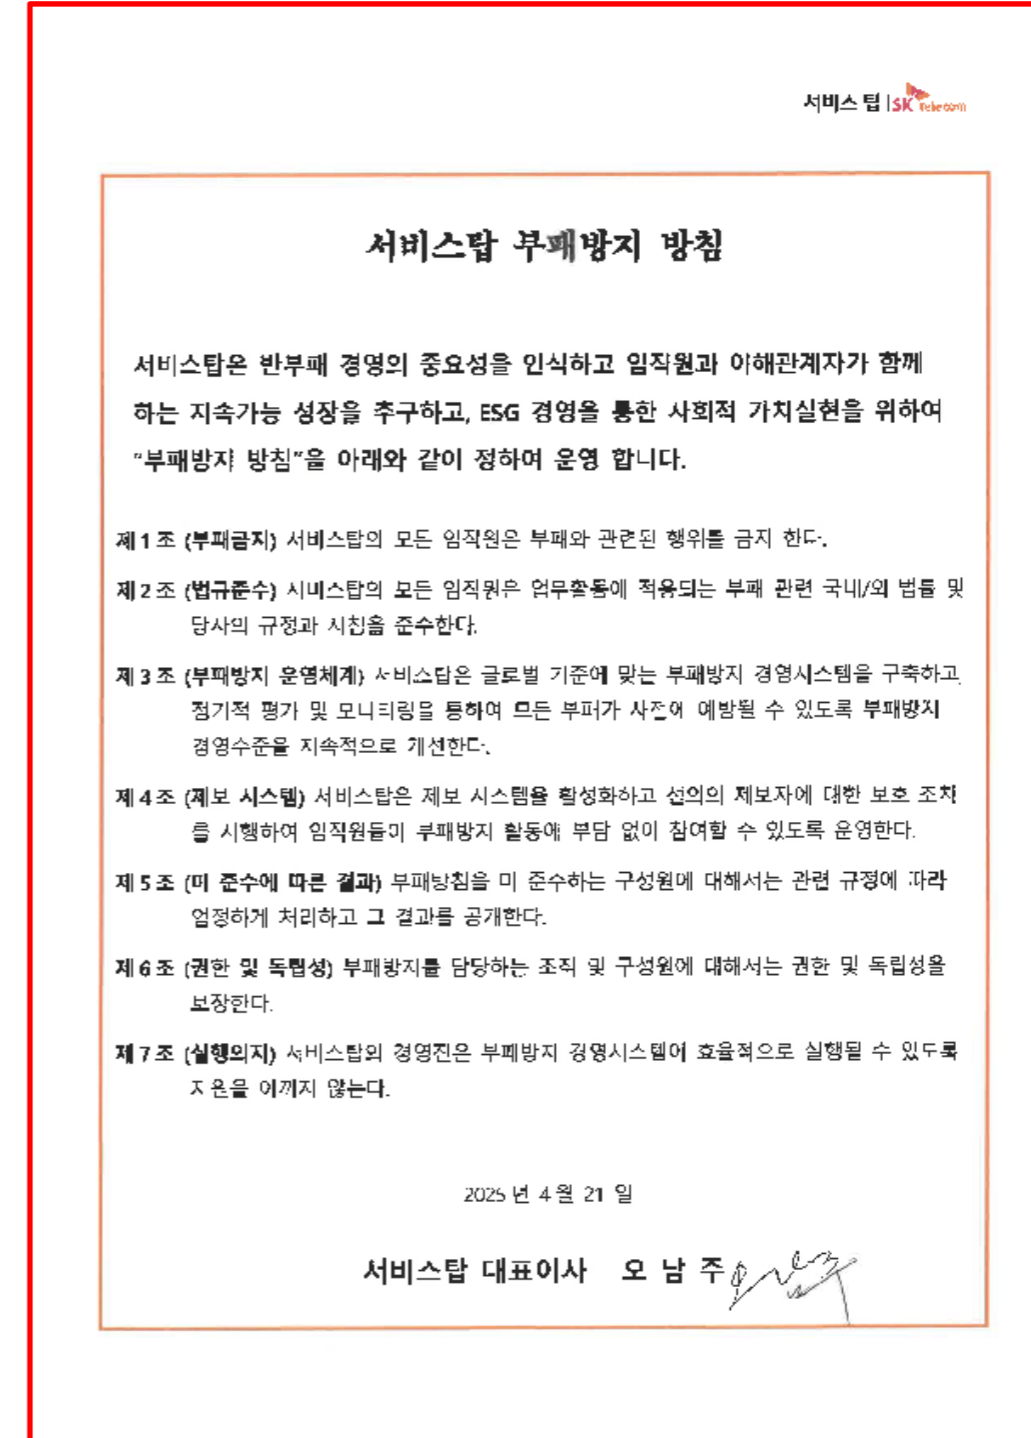 서비스 탑 | SK telecom
서비스탑 부패방지 방침
서비스탑은 반부패 경영의 중요성을 인식하고 임직원과 이해관계자가 함께
하는 지속가능 성장을 추구하고, ESG 경영을 통한 사회적 가치실현을 위하여
"부패방지 방침"을 아래와 같이 정하여 운영 합니다.
제 1 조 (부패금지) 서비스탑의 모든 임직원은 부패와 관련된 행위를 금지 한다.
제 2 조 (법규준수) 서비스탑의 모든 임직원은 업무활동에 적용되는 부패 관련 국내/외 법률 및
당사의 규정과 지침을 준수한다.
제 3 조 (부패방지 운영체계) 서비스탑은 글로벌 기준에 맞는 부패방지 경영시스템을 구축하고,
정기적 평가 및 모니터링을 통하여 모든 부패가 사전에 예방될 수 있도록 부패방지
경영수준을 지속적으로 개선한다.
제 4 조 (제보 시스템) 서비스탑은 제보 시스템을 활성화하고 선의의 제보자에 대한 보호 조치
를 시행하여 임직원들이 부패방지 활동에 부담 없이 참여할 수 있도록 운영한다.
제 5 조 (미 준수에 따른 결과) 부패방침을 미 준수하는 구성원에 대해서는 관련 규정에 따라
엄정하게 처리하고 그 결과를 공개한다.
제 6 조 (권한 및 독립성) 부패방지를 담당하는 조직 및 구성원에 대해서는 권한 및 독립성을
보장한다.
제 7 조 (실행의지) 서비스탑의 경영진은 부패방지 경영시스템이 효율적으로 실행될 수 있도록
지원을 아끼지 않는다.
2025 년 4 월 21 일
서비스탑 대표이사 오 남 주